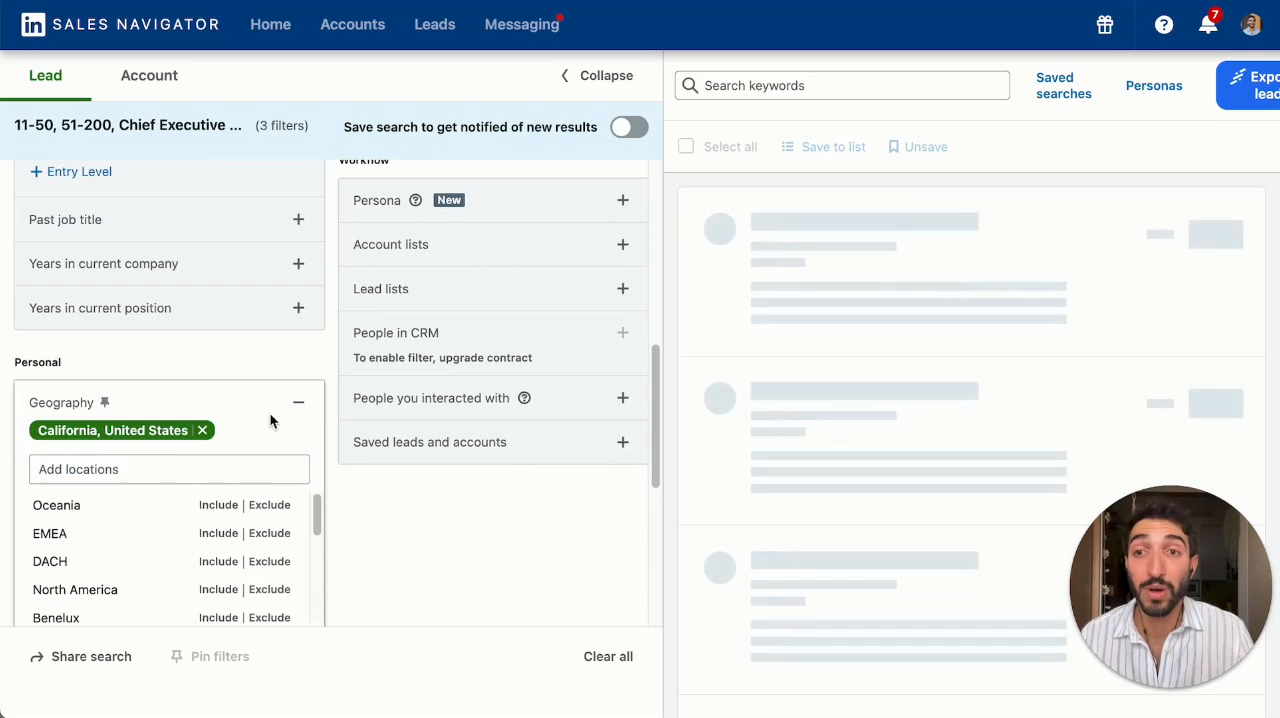 in SALES NAVIGATOR Home Accounts Leads Messaging ? 7
Lead Account Collapse
11-50, 51-200, Chief Executive ... (3 filters) Save search to get notified of new results
+ Entry Level
Past job title +
Years in current company +
Years in current position +
Personal
Geography −
California, United States ✕
Add locations
Oceania Include | Exclude
EMEA Include | Exclude
DACH Include | Exclude
North America Include | Exclude
Benelux Include | Exclude
Workflow
Persona ? New +
Account lists +
Lead lists +
People in CRM +
To enable filter, upgrade contract
People you interacted with ? +
Saved leads and accounts +
Share search Pin filters Clear all
Search keywords
Saved
searches
Personas
Expo
lead
Select all Save to list Unsave